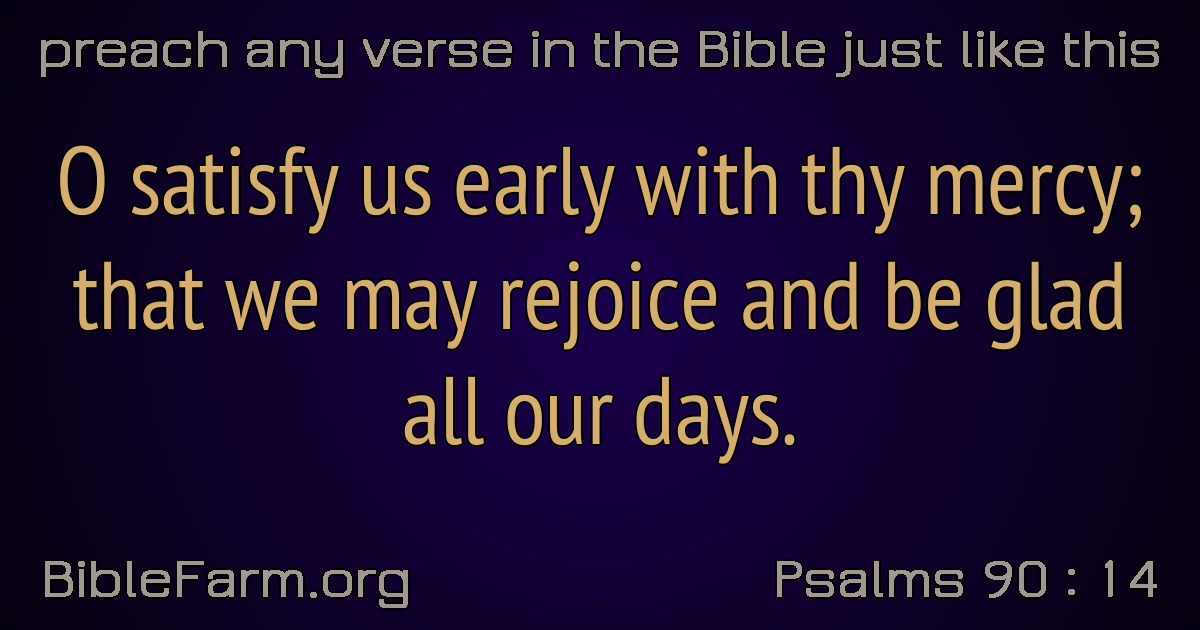 preach any verse in the Bible just like this
O satisfy us early with thy mercy;
that we may rejoice and be glad
all our days.
BibleFarm.org
Psalms 90 : 14